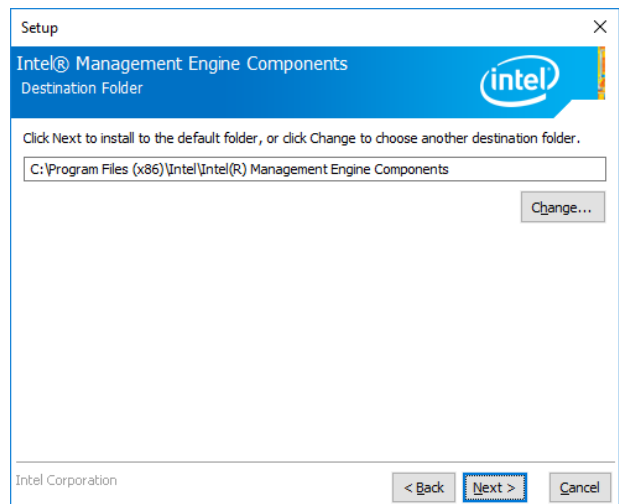 Setup
Intel® Management Engine Components
Destination Folder
intel
Click Next to install to the default folder, or click Change to choose another destination folder.
C:\Program Files (x86)\Intel\Intel(R) Management Engine Components
Change...
Intel Corporation
< Back Next > Cancel